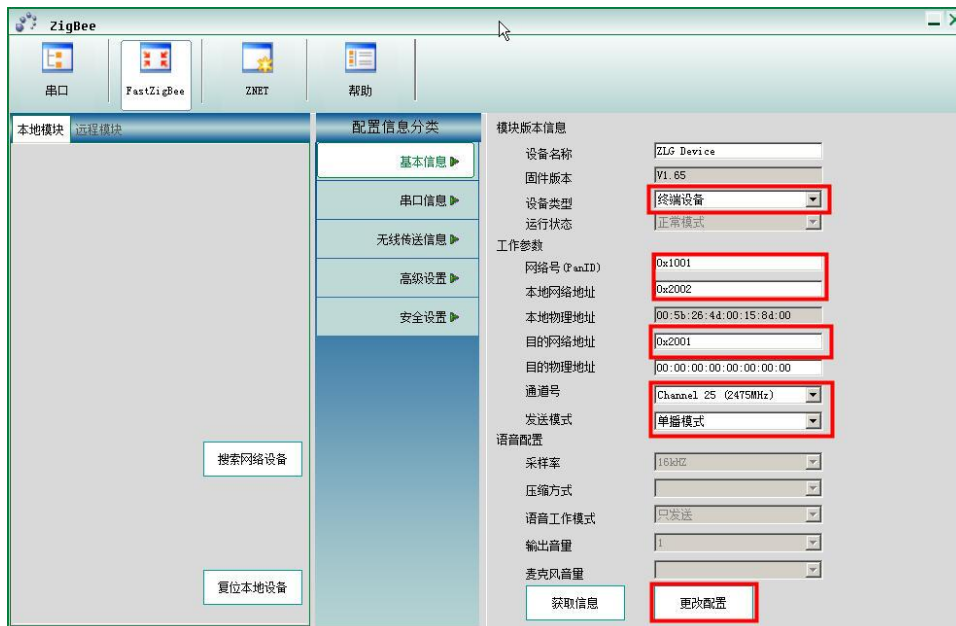 ZigBee
串口
FastZigBee
ZNET
帮助
本地模块 远程模块
搜索网络设备
复位本地设备
配置信息分类
基本信息
串口信息
无线传送信息
高级设置
安全设置
模块版本信息
设备名称 ZLG Device
固件版本 V1.65
设备类型 终端设备
运行状态 正常模式
工作参数
网络号(PanID) 0x1001
本地网络地址 0x2002
本地物理地址 00:5b:26:4d:00:15:8d:00
目的网络地址 0x2001
目的物理地址 00:00:00:00:00:00:00:00
通道号 Channel 25 (2475MHz)
发送模式 单播模式
语音配置
采样率 16kHZ
压缩方式
语音工作模式 只发送
输出音量 1
麦克风音量
获取信息 更改配置